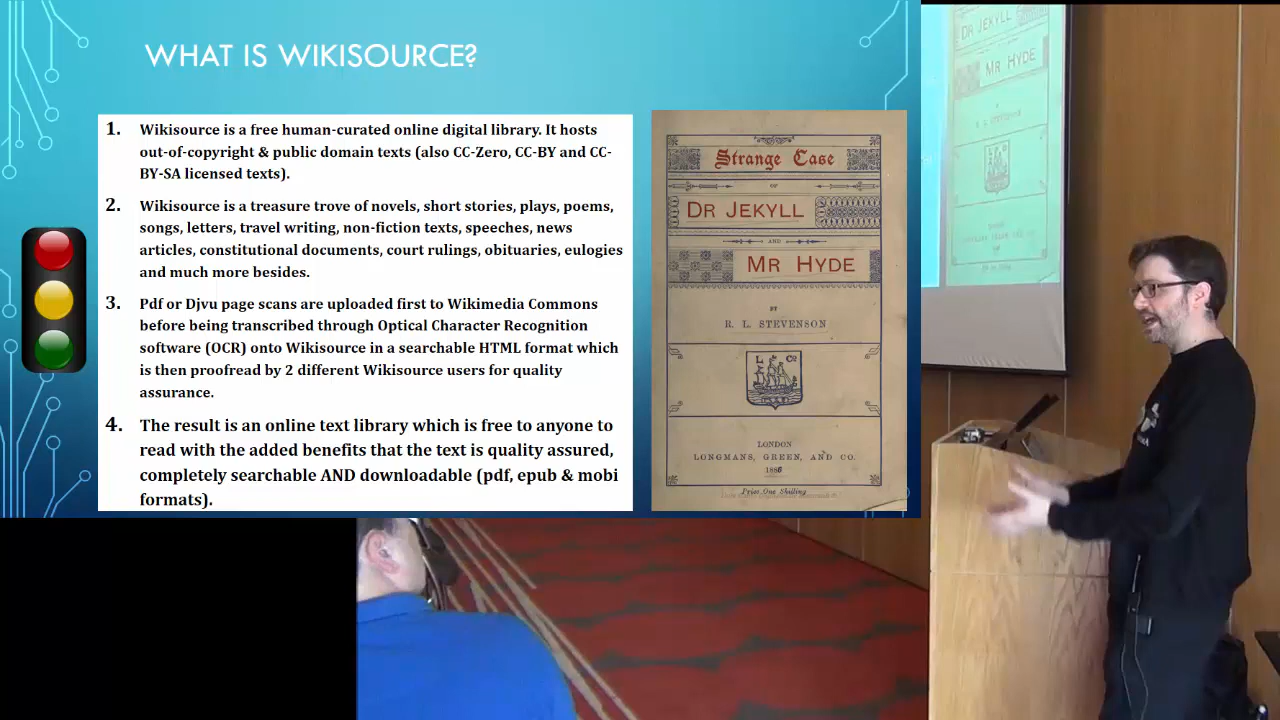 WHAT IS WIKISOURCE?
1. Wikisource is a free human-curated online digital library. It hosts
out-of-copyright & public domain texts (also CC-Zero, CC-BY and CC-
BY-SA licensed texts).
2. Wikisource is a treasure trove of novels, short stories, plays, poems,
songs, letters, travel writing, non-fiction texts, speeches, news
articles, constitutional documents, court rulings, obituaries, eulogies
and much more besides.
3. Pdf or Djvu page scans are uploaded first to Wikimedia Commons
before being transcribed through Optical Character Recognition
software (OCR) onto Wikisource in a searchable HTML format which
is then proofread by 2 different Wikisource users for quality
assurance.
4. The result is an online text library which is free to anyone to
read with the added benefits that the text is quality assured,
completely searchable AND downloadable (pdf, epub & mobi
formats).
Strange Case
OF
DR JEKYLL
AND
MR HYDE
BY
R. L. STEVENSON
L Co
LONDON
LONGMANS, GREEN, AND CO.
1886
Price One Shilling
DR JEKYLL
MR HYDE